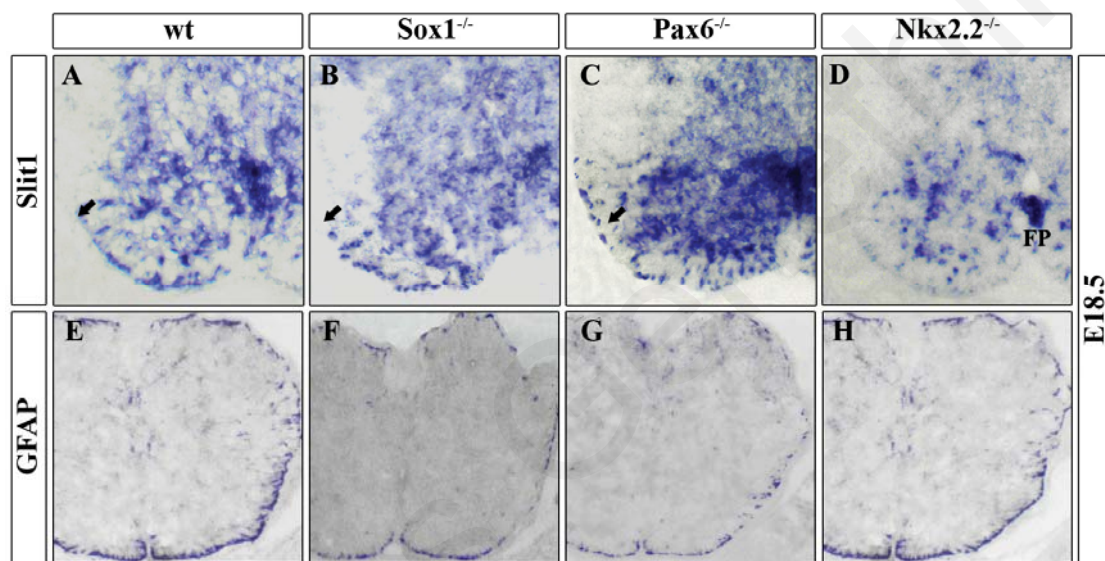 wt Sox1-/- Pax6-/- Nkx2.2-/-
Slit1
A B C D
FP
E18.5
GFAP
E F G H